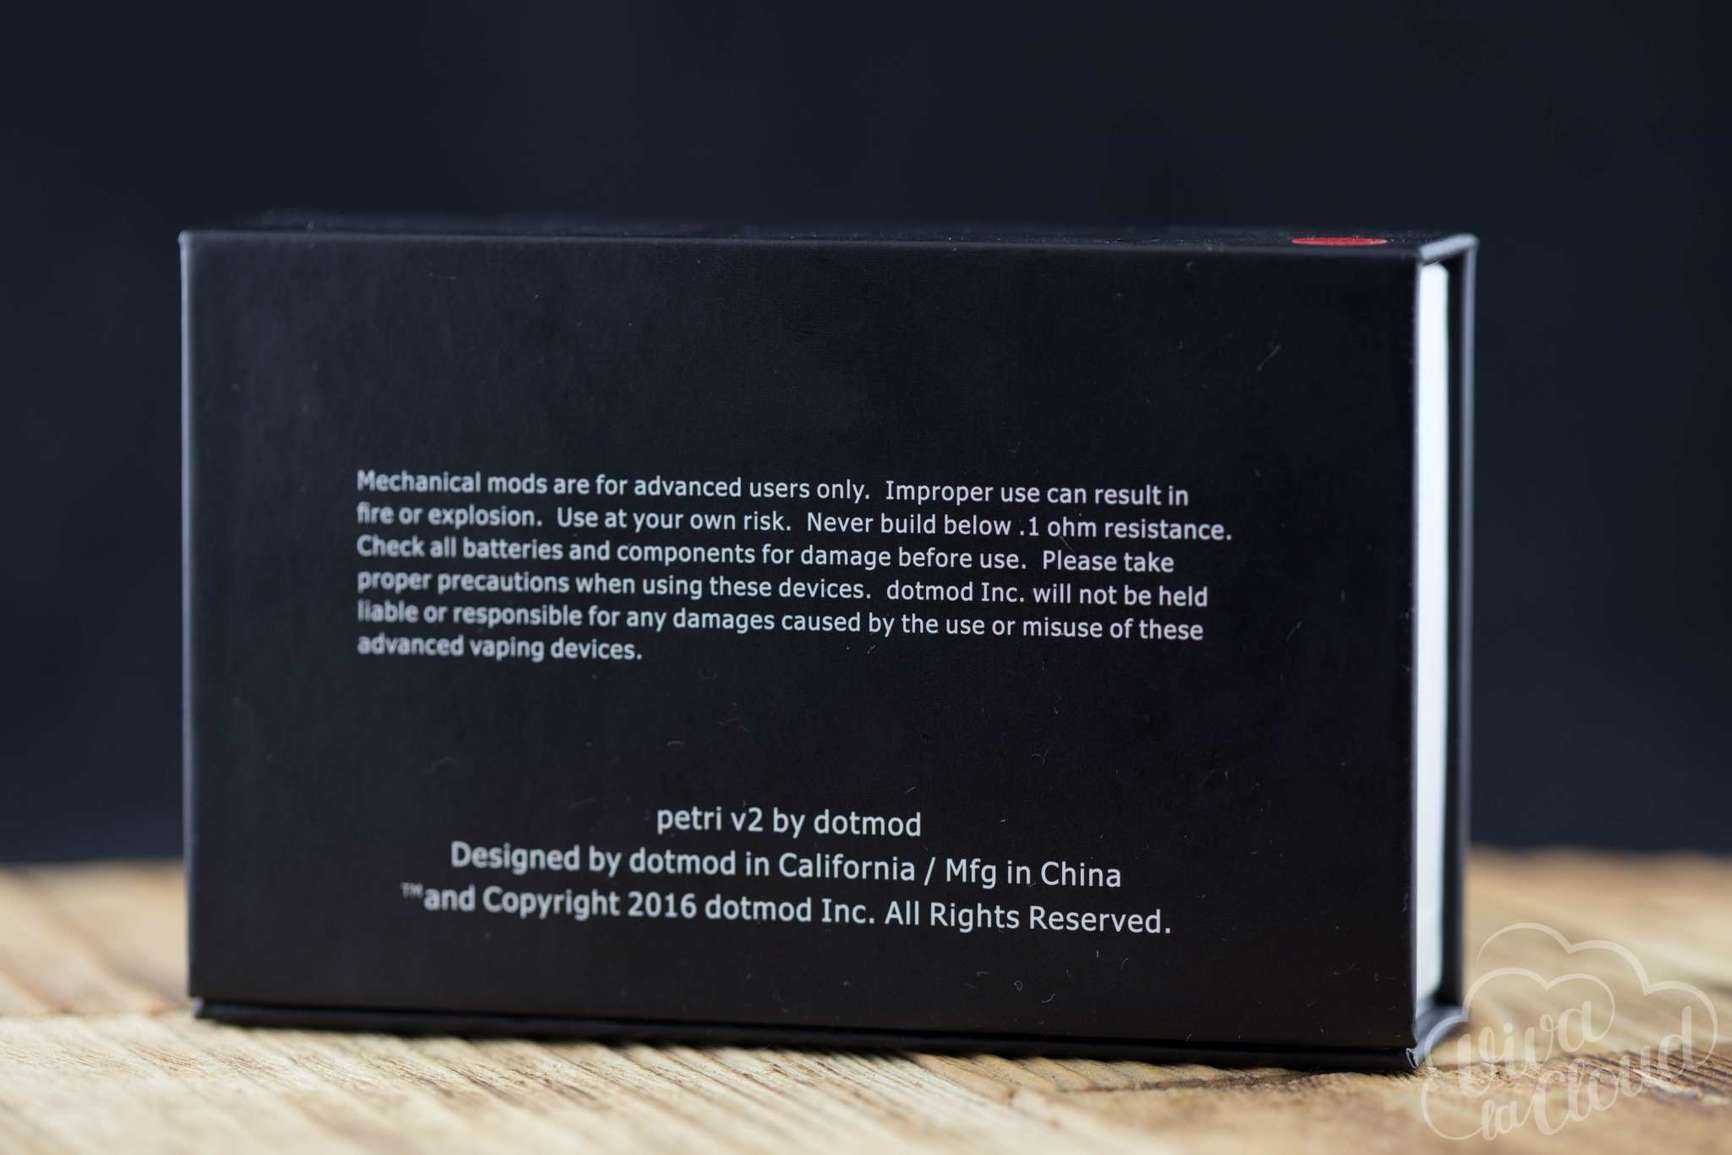 Mechanical mods are for advanced users only.  Improper use can result in
fire or explosion.  Use at your own risk.  Never build below .1 ohm resistance.
Check all batteries and components for damage before use.  Please take
proper precautions when using these devices.  dotmod Inc. will not be held
liable or responsible for any damages caused by the use or misuse of these
advanced vaping devices.
petri v2 by dotmod
Designed by dotmod in California / Mfg in China
™and Copyright 2016 dotmod Inc. All Rights Reserved.
Viva
la Cloud